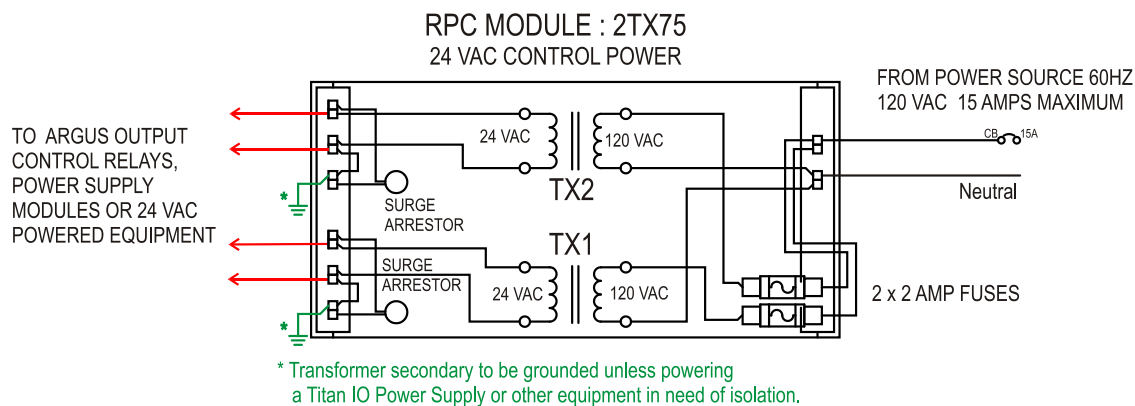 RPC MODULE : 2TX75
24 VAC CONTROL POWER
FROM POWER SOURCE 60HZ
120 VAC 15 AMPS MAXIMUM
TO ARGUS OUTPUT
CONTROL RELAYS,
POWER SUPPLY
MODULES OR 24 VAC
POWERED EQUIPMENT
24 VAC
120 VAC
TX2
CB
15A
Neutral
*
SURGE
ARRESTOR
TX1
SURGE
ARRESTOR
24 VAC
120 VAC
2 x 2 AMP FUSES
*
* Transformer secondary to be grounded unless powering
a Titan IO Power Supply or other equipment in need of isolation.